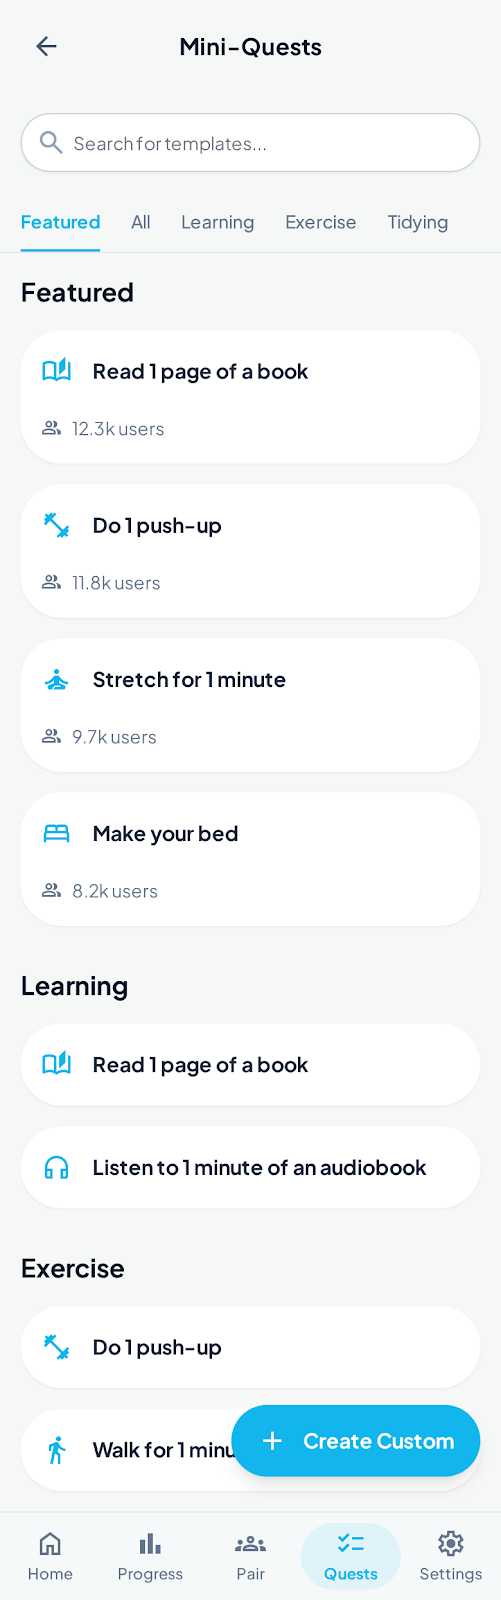 Mini-Quests
Search for templates...
Featured All Learning Exercise Tidying
Featured
Read 1 page of a book
12.3k users
Do 1 push-up
11.8k users
Stretch for 1 minute
9.7k users
Make your bed
8.2k users
Learning
Read 1 page of a book
Listen to 1 minute of an audiobook
Exercise
Do 1 push-up
Walk for 1 minu
Create Custom
Home Progress Pair Quests Settings